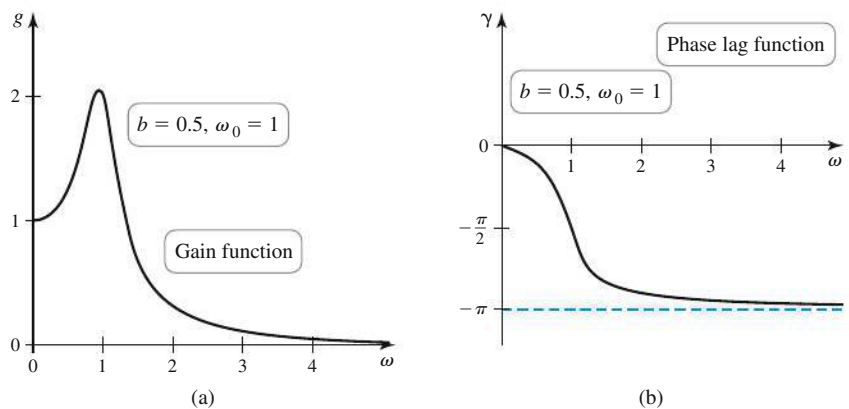 g
2
1
0
b = 0.5, ω₀ = 1
Gain function
0 1 2 3 4
ω
(a)
γ
Phase lag function
b = 0.5, ω₀ = 1
0
1 2 3 4
ω
−π/2
−π
(b)